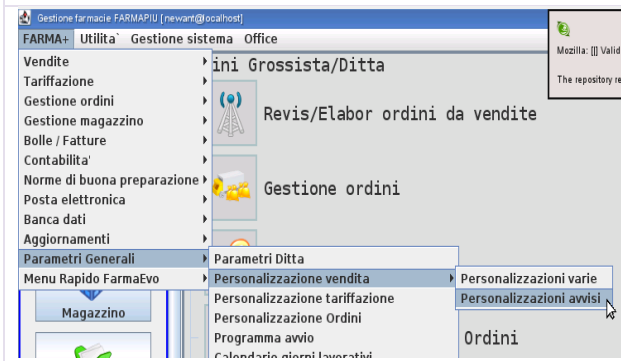 Gestione farmacie FARMAPIU [newant@localhost]
FARMA+ Utilita` Gestione sistema Office
Mozilla: [[] Valid
The repository re
Vendite
Tariffazione
Gestione ordini
Gestione magazzino
Bolle / Fatture
Contabilita'
Norme di buona preparazione
Posta elettronica
Banca dati
Aggiornamenti
Parametri Generali
Menu Rapido FarmaEvo
ini Grossista/Ditta
Revis/Elabor ordini da vendite
Gestione ordini
Parametri Ditta
Personalizzazione vendita
Personalizzazione tariffazione
Personalizzazione Ordini
Programma avvio
Calendario giorni lavorativi
Personalizzazioni varie
Personalizzazioni avvisi
Magazzino
Ordini